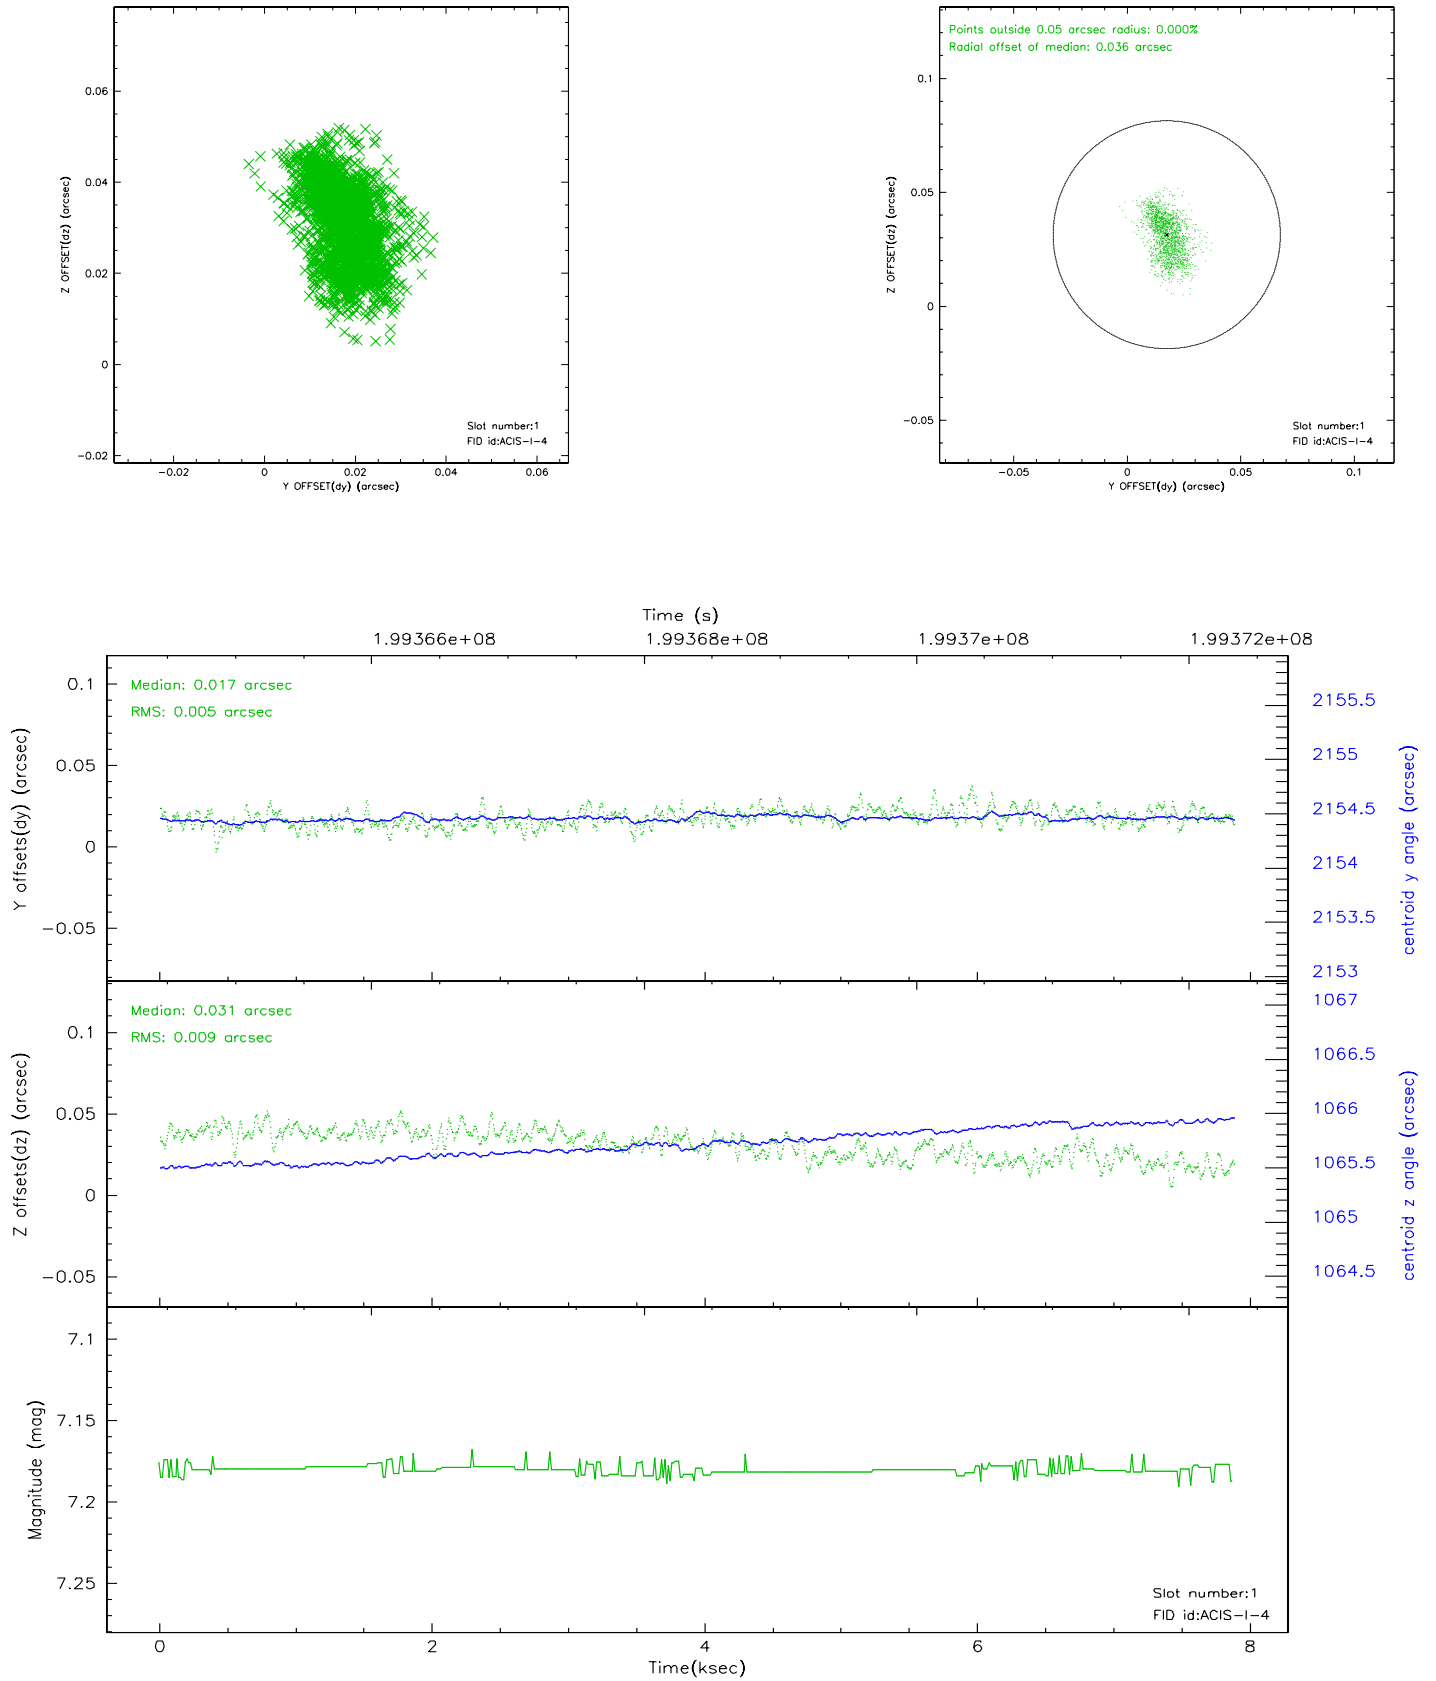 0.06
0.04
0.02
0
−0.02
−0.02
0
0.02
0.04
0.06
Z OFFSET(dz) (arcsec)
Y OFFSET(dy) (arcsec)
Slot number:1
FID id:ACIS−I−4
Points outside 0.05 arcsec radius: 0.000%
Radial offset of median: 0.036 arcsec
0.1
0.05
0
−0.05
−0.05
0
0.05
0.1
Z OFFSET(dz) (arcsec)
Y OFFSET(dy) (arcsec)
Slot number:1
FID id:ACIS−I−4
Time (s)
1.99366e+08
1.99368e+08
1.9937e+08
1.99372e+08
Median: 0.017 arcsec
RMS: 0.005 arcsec
0.1
0.05
0
−0.05
Y offsets(dy) (arcsec)
2155.5
2155
2154.5
2154
2153.5
2153
centroid y angle (arcsec)
Median: 0.031 arcsec
RMS: 0.009 arcsec
0.1
0.05
0
−0.05
Z offsets(dz) (arcsec)
1067
1066.5
1066
1065.5
1065
1064.5
centroid z angle (arcsec)
7.1
7.15
7.2
7.25
Magnitude (mag)
Slot number:1
FID id:ACIS−I−4
0
2
4
6
8
Time(ksec)